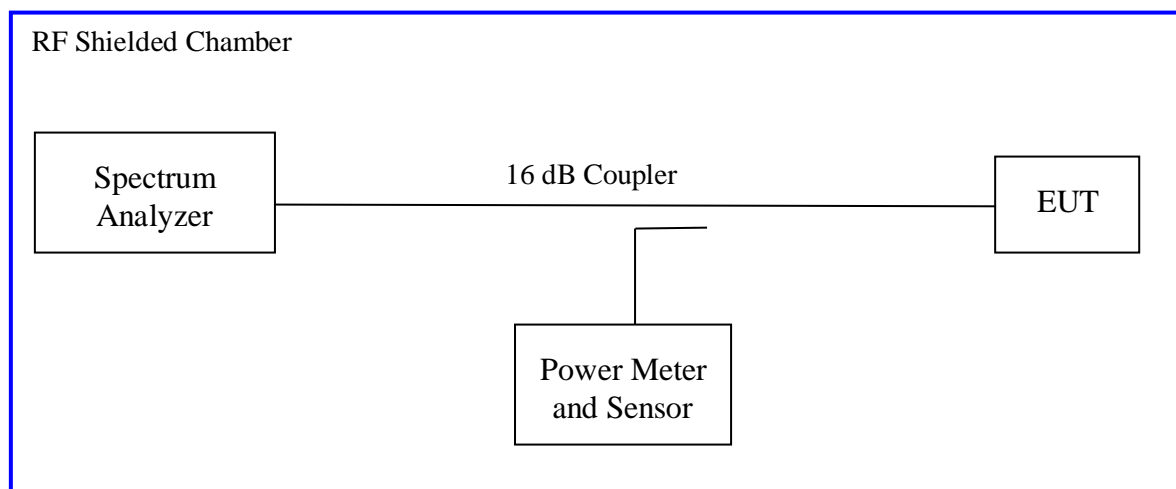 RF Shielded Chamber
Spectrum
Analyzer
16 dB Coupler
EUT
Power Meter
and Sensor